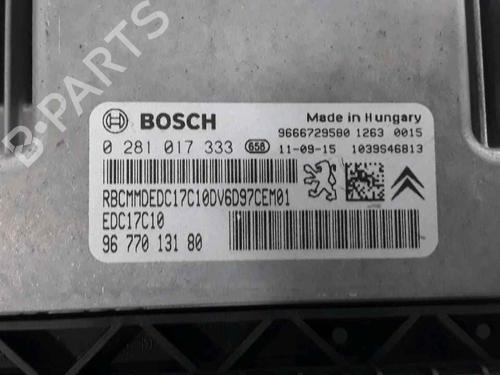 B-PARTS
BOSCH
Made in Hungary
9666729580 1263 0015
0 281 017 333 658 11-09-15 1039S46813
RBCMMDEDC17C10DV6D97CEM01
EDC17C10
96 770 131 80